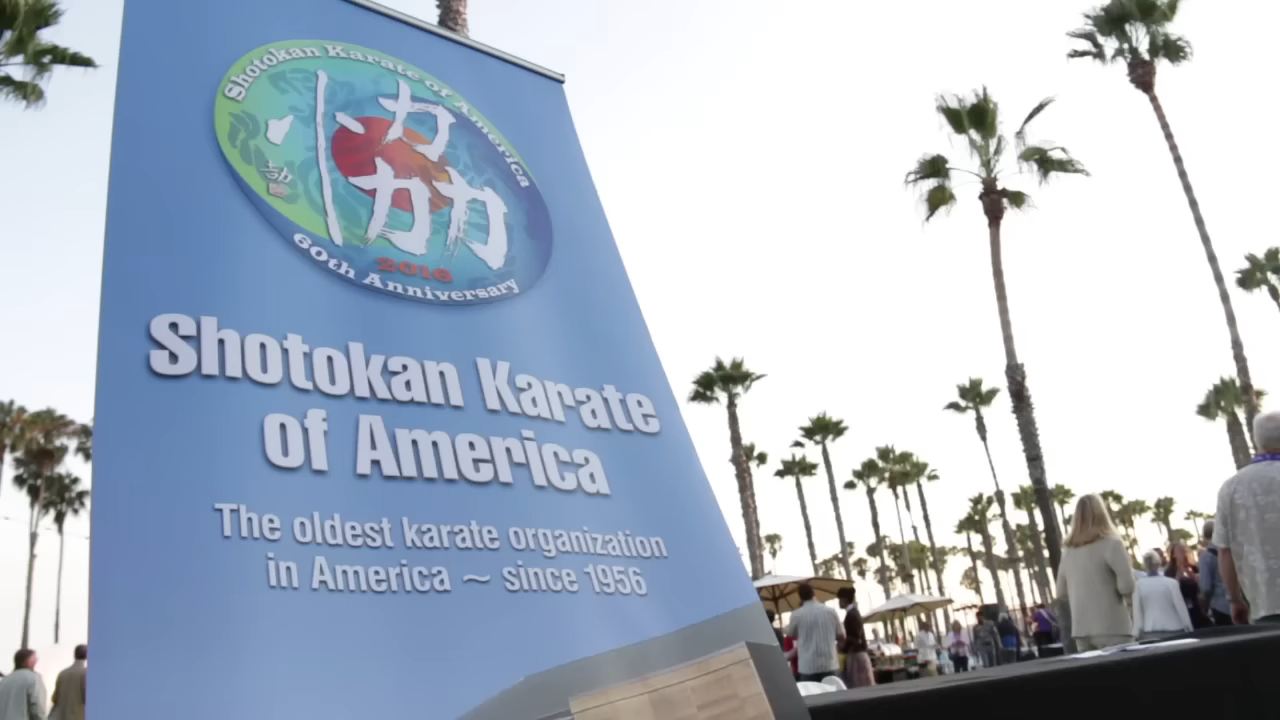 Shotokan Karate of America
協
2016
60th Anniversary
Shotokan Karate
of America
The oldest karate organization
in America ~ since 1956